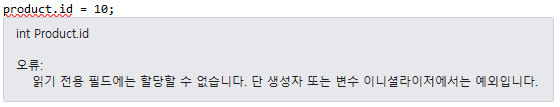 product.id = 10;
int Product.id
오류:
읽기 전용 필드에는 할당할 수 없습니다. 단 생성자 또는 변수 이니셜라이저에서는 예외입니다.